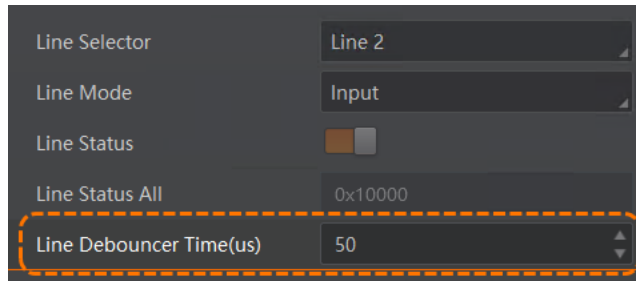 Line Selector Line 2
Line Mode Input
Line Status
Line Status All 0x10000
Line Debouncer Time(us) 50